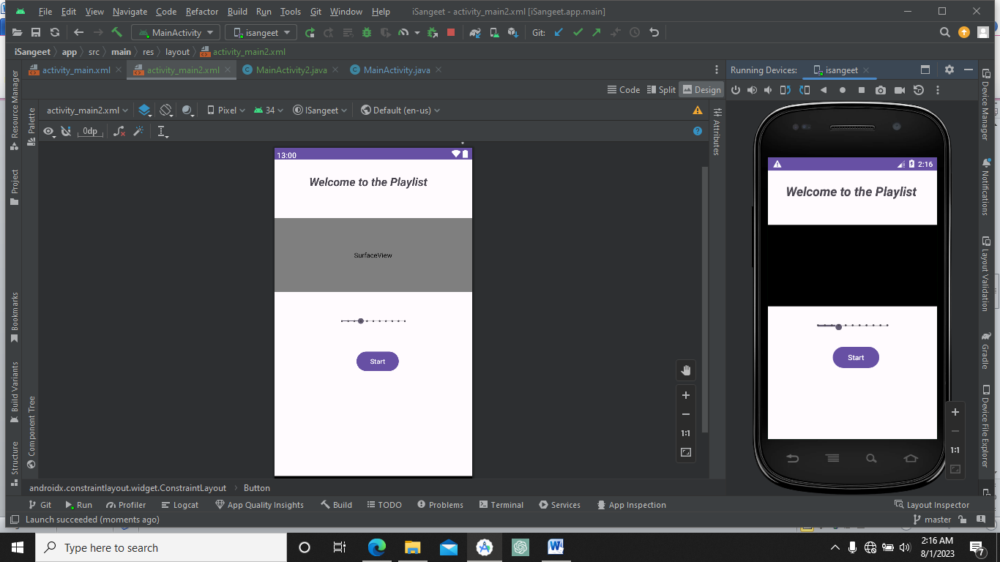 File Edit View Navigate Code Refactor Build Run Tools Git Window Help iSangeet - activity_main2.xml [iSangeet.app.main]
MainActivity isangeet Git:
iSangeet app src main res layout activity_main2.xml
activity_main.xml activity_main2.xml MainActivity2.java MainActivity.java
Running Devices: isangeet
Code Split Design
activity_main2.xml Pixel 34 ISangeet Default (en-us)
0dp
Resource Manager
Project
Bookmarks
Build Variants
Structure
Palette
Component Tree
13:00
Welcome to the Playlist
SurfaceView
Start
1:1
Attributes
2:16
Welcome to the Playlist
Start
1:1
Device Manager
Notifications
Layout Validation
Gradle
Device File Explorer
androidx.constraintlayout.widget.ConstraintLayout Button
Git Run Profiler Logcat App Quality Insights Build TODO Problems Terminal Services App Inspection Layout Inspector
Launch succeeded (moments ago) master
Type here to search
2:16 AM
8/1/2023
7